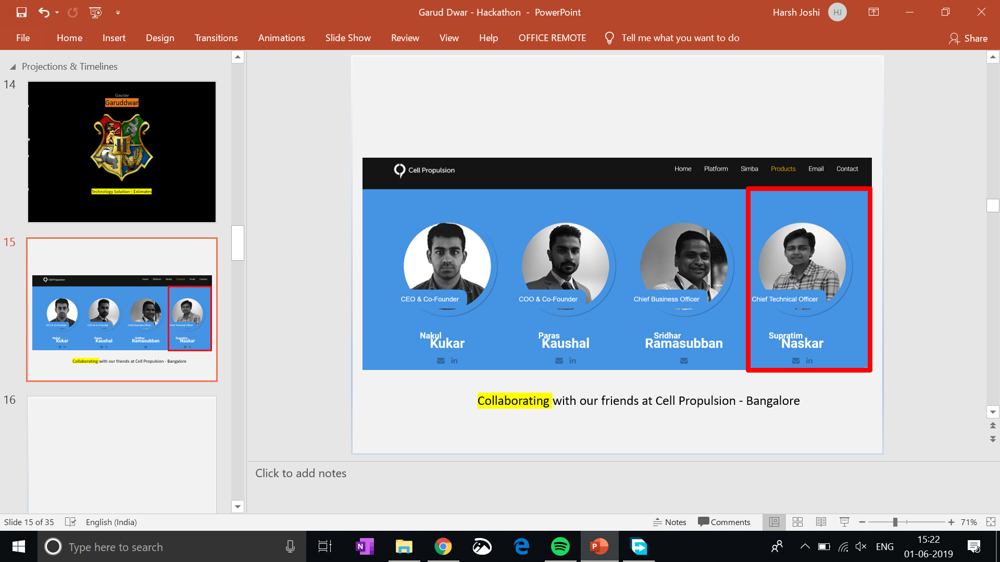 Garud Dwar - Hackathon - PowerPoint
Harsh Joshi HJ
File Home Insert Design Transitions Animations Slide Show Review View Help OFFICE REMOTE Tell me what you want to do Share
Projections & Timelines
14
Gaurav
Garuddwar
H
Technology Solution - Estimates
15
Cell Propulsion Home Platform Simba Products Email Contact
CEO & Co-Founder COO & Co-Founder Chief Business Officer Chief Technical Officer
Nakul Paras Sridhar Supratim
Kukar Kaushal Ramasubban Naskar
in in in
Collaborating with our friends at Cell Propulsion - Bangalore
16
Cell Propulsion
Home Platform Simba Products Email Contact
CEO & Co-Founder COO & Co-Founder Chief Business Officer Chief Technical Officer
Nakul Paras Sridhar Supratim
Kukar Kaushal Ramasubban Naskar
in in in
Collaborating with our friends at Cell Propulsion - Bangalore
Click to add notes
Slide 15 of 35 English (India) Notes Comments 71%
Type here to search
N P ENG
15:22
01-06-2019